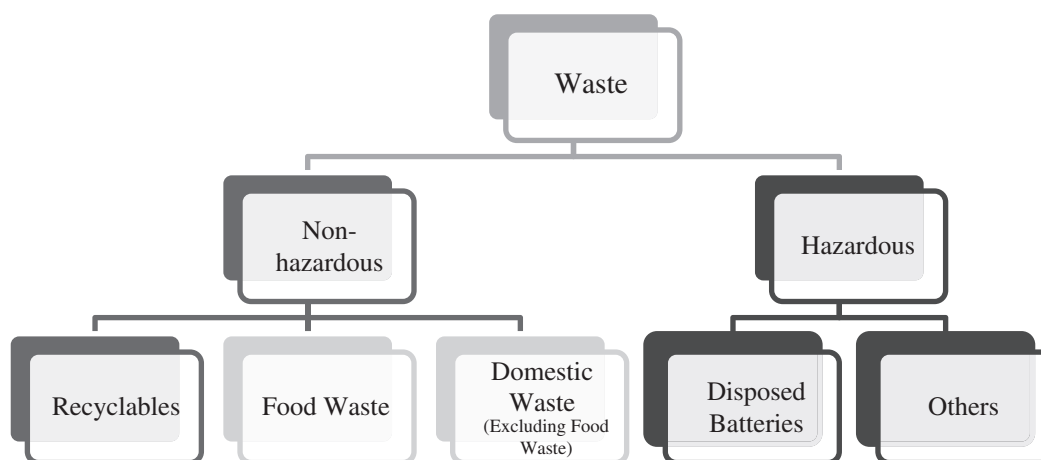 Waste
Non-
hazardous
Hazardous
Recyclables
Food Waste
Domestic
Waste
(Excluding Food
Waste)
Disposed
Batteries
Others